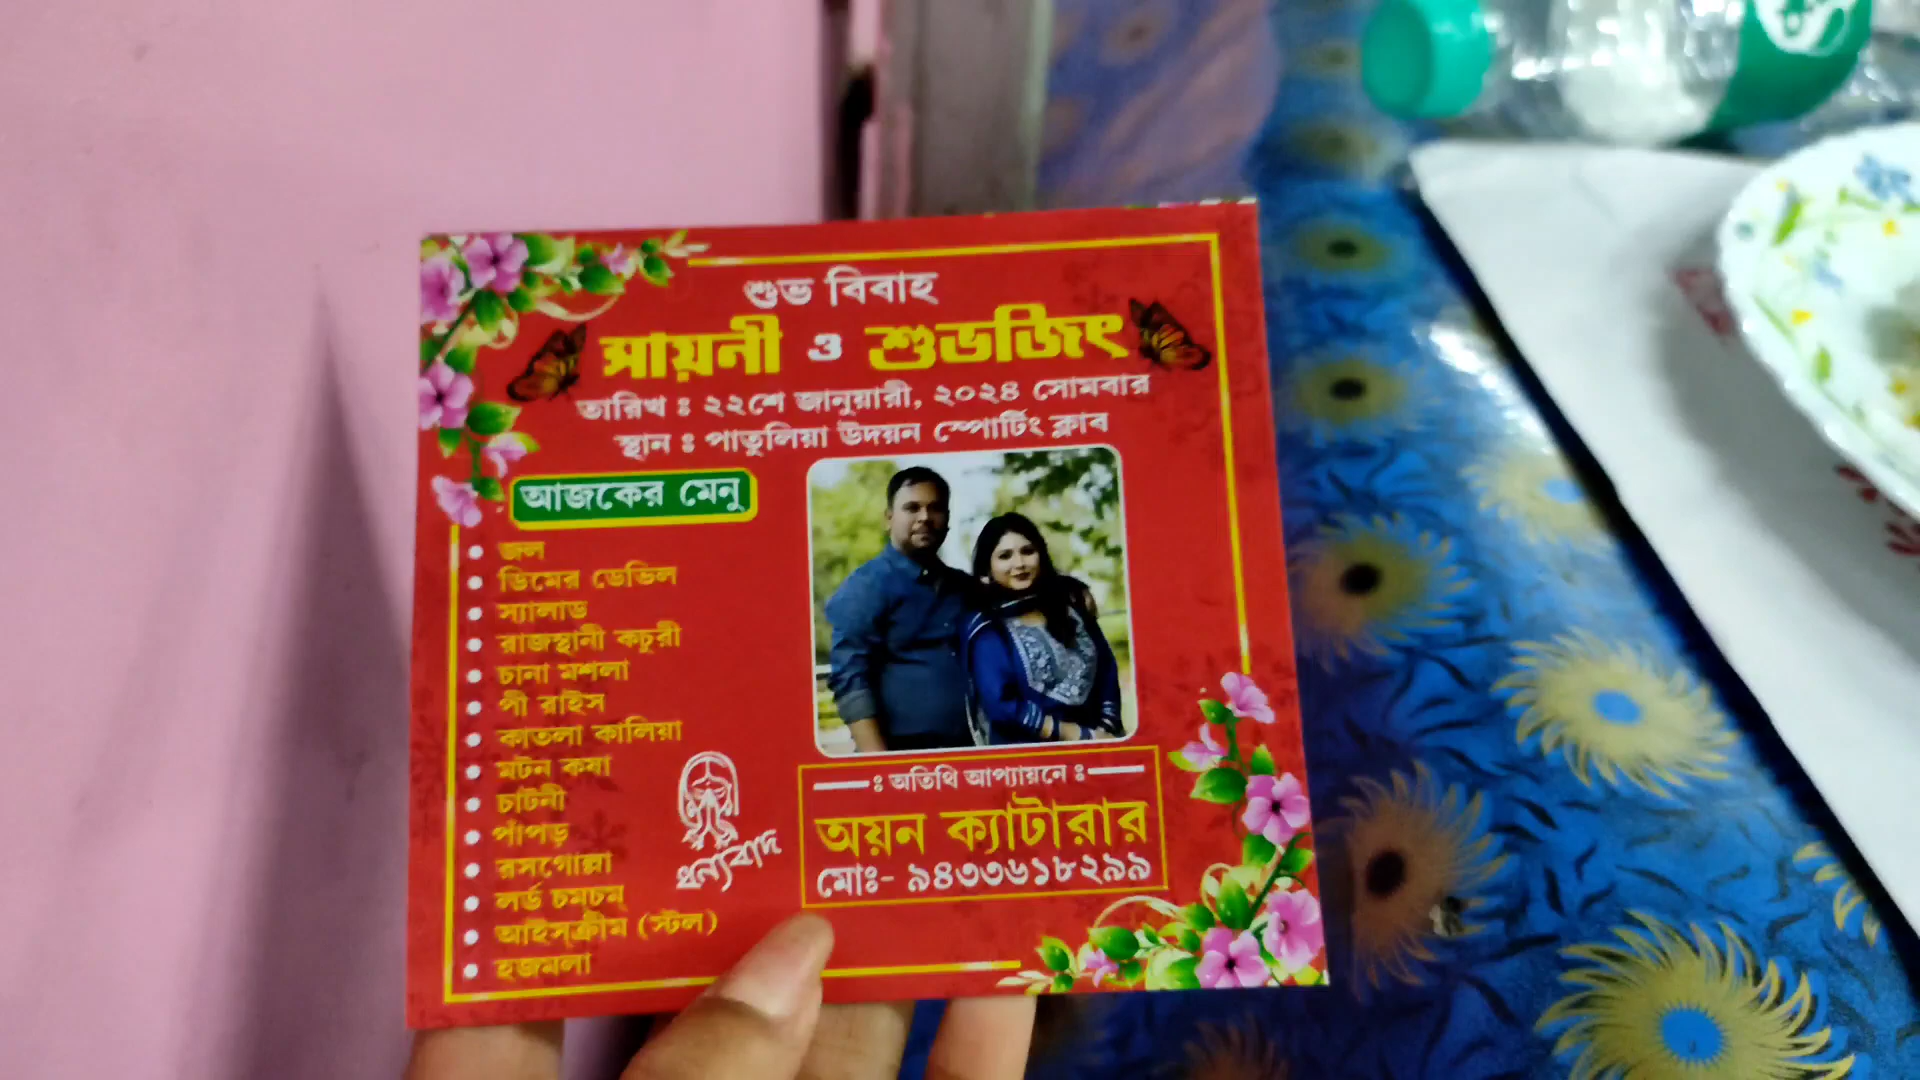 শুভ বিবাহ
সায়নী ও শুভজিৎ
তারিখ ঃ ২২শে জানুয়ারী, ২০২৪ সোমবার
স্থান ঃ পাতুলিয়া উদয়ন স্পোর্টিং ক্লাব
আজকের মেনু
জল
ডিমের ডেভিল
স্যালাড
রাজস্থানী কচুরী
চানা মশলা
পী রাইস
কাতলা কালিয়া
মটন কষা
চাটনী
পাঁপড়
রসগোল্লা
লর্ড চমচম্
আইস্ক্রীম (স্টল)
হজমলা
ধন্যবাদ
ঃ অতিথি আপ্যায়নে ঃ
অয়ন ক্যাটারার
মোঃ- ৯৪৩৩৬১৮২৯৯